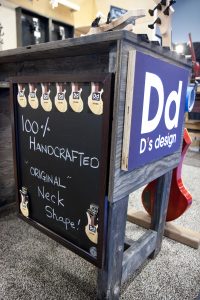 100% 
HANDCRAFTED
"ORIGINAL"
Neck
Shape!
Dd
D's design